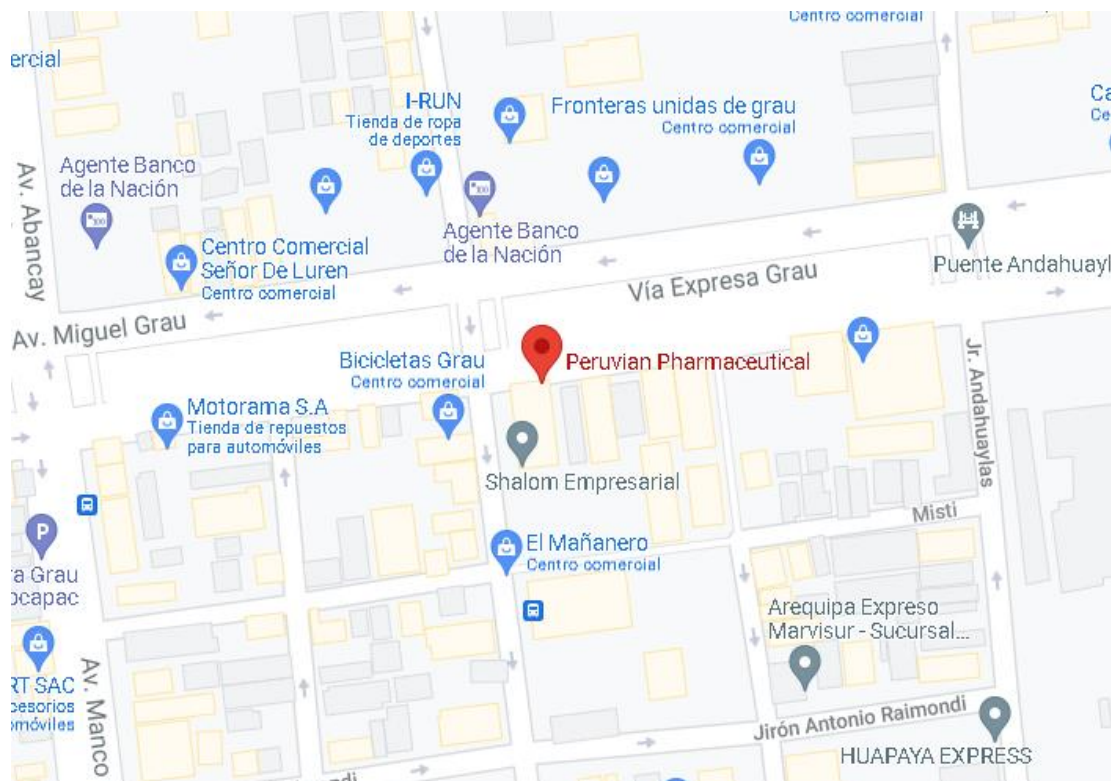 Centro comercial
ercial
I-RUN
Tienda de ropa
de deportes
Fronteras unidas de grau
Centro comercial
Ca
Ce
Av. Abancay
Agente Banco
de la Nación
Agente Banco
de la Nación
Centro Comercial
Señor De Luren
Centro comercial
Puente Andahuayl
Vía Expresa Grau
Av. Miguel Grau
Bicicletas Grau
Centro comercial
Peruvian Pharmaceutical
Jr. Andahuaylas
Motorama S.A
Tienda de repuestos
para automóviles
Shalom Empresarial
Misti
P
El Mañanero
Centro comercial
ra Grau
ocapac
Arequipa Expreso
Marvisur - Sucursal...
RT SAC
cesorios
omóviles
Av. Manco
Jirón Antonio Raimondi
HUAPAYA EXPRESS
ndi